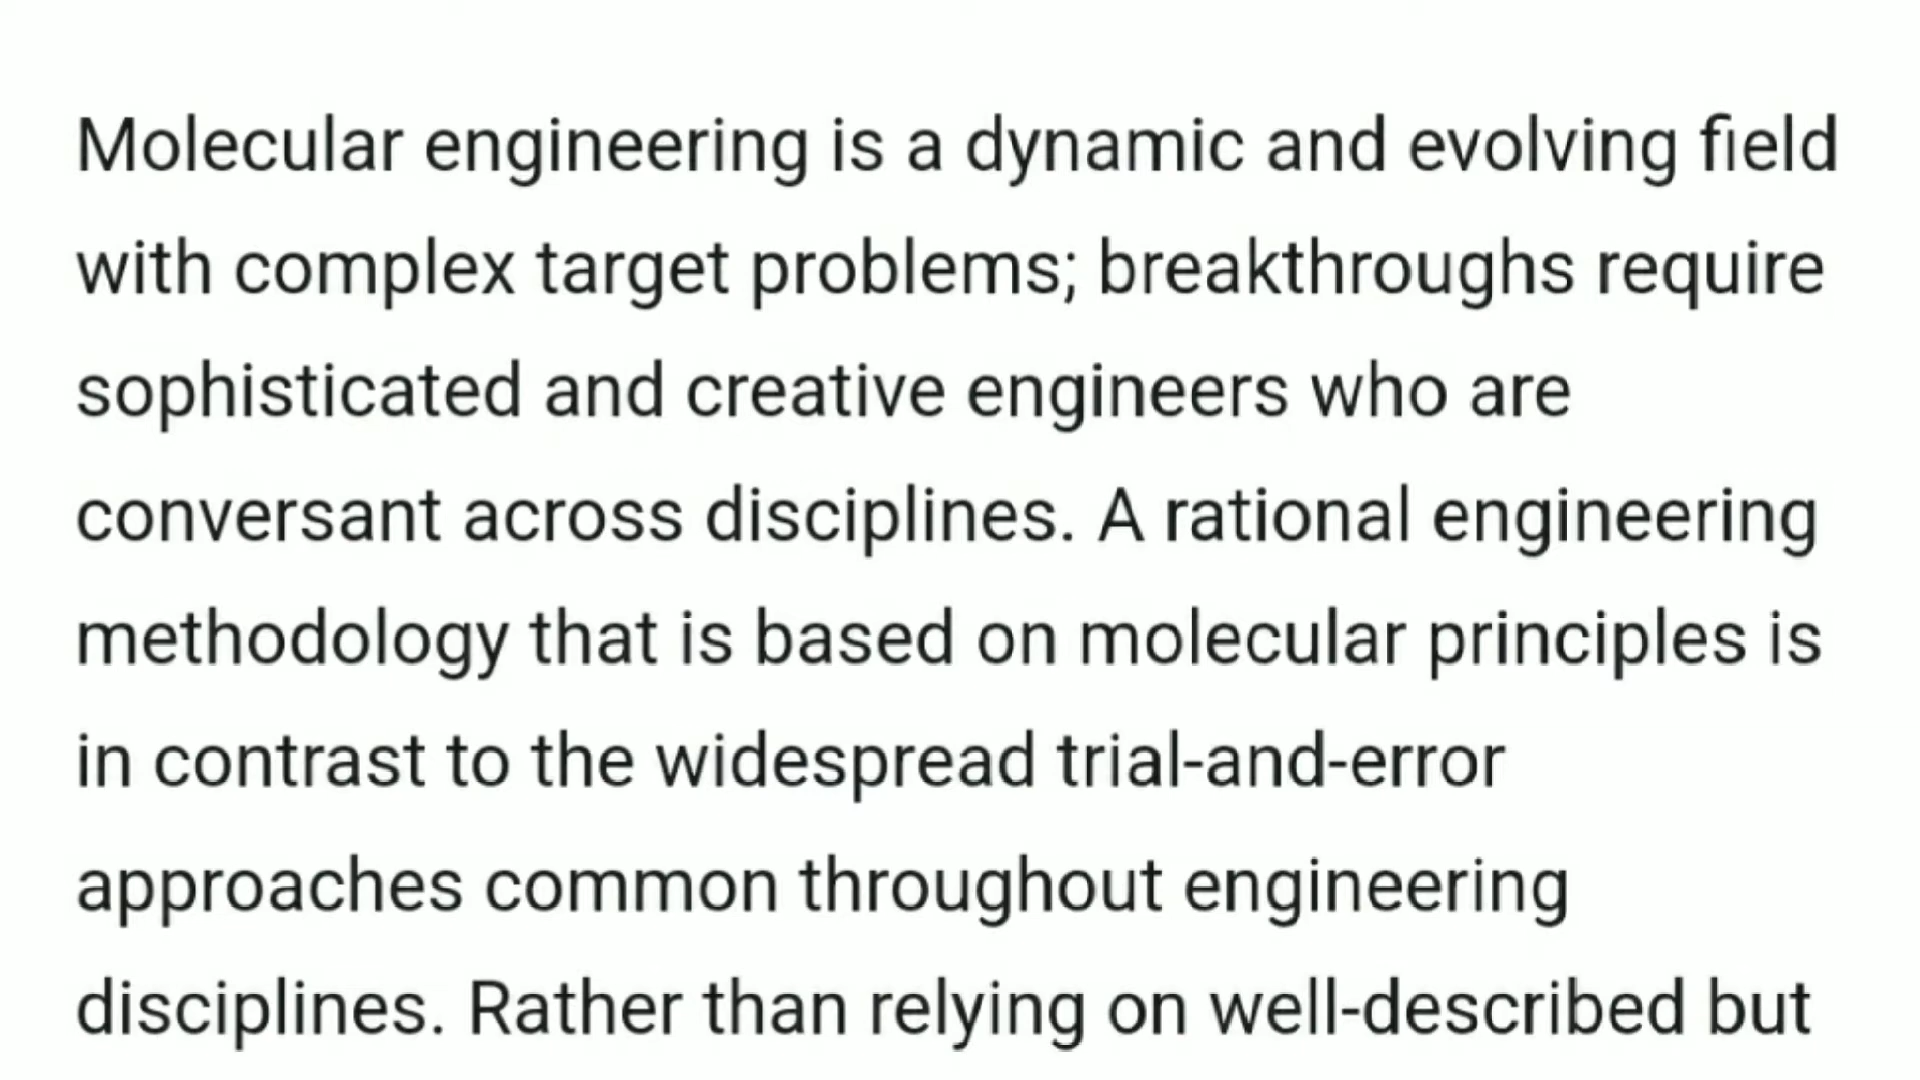 Molecular engineering is a dynamic and evolving field
with complex target problems; breakthroughs require
sophisticated and creative engineers who are
conversant across disciplines. A rational engineering
methodology that is based on molecular principles is
in contrast to the widespread trial-and-error
approaches common throughout engineering
disciplines. Rather than relying on well-described but